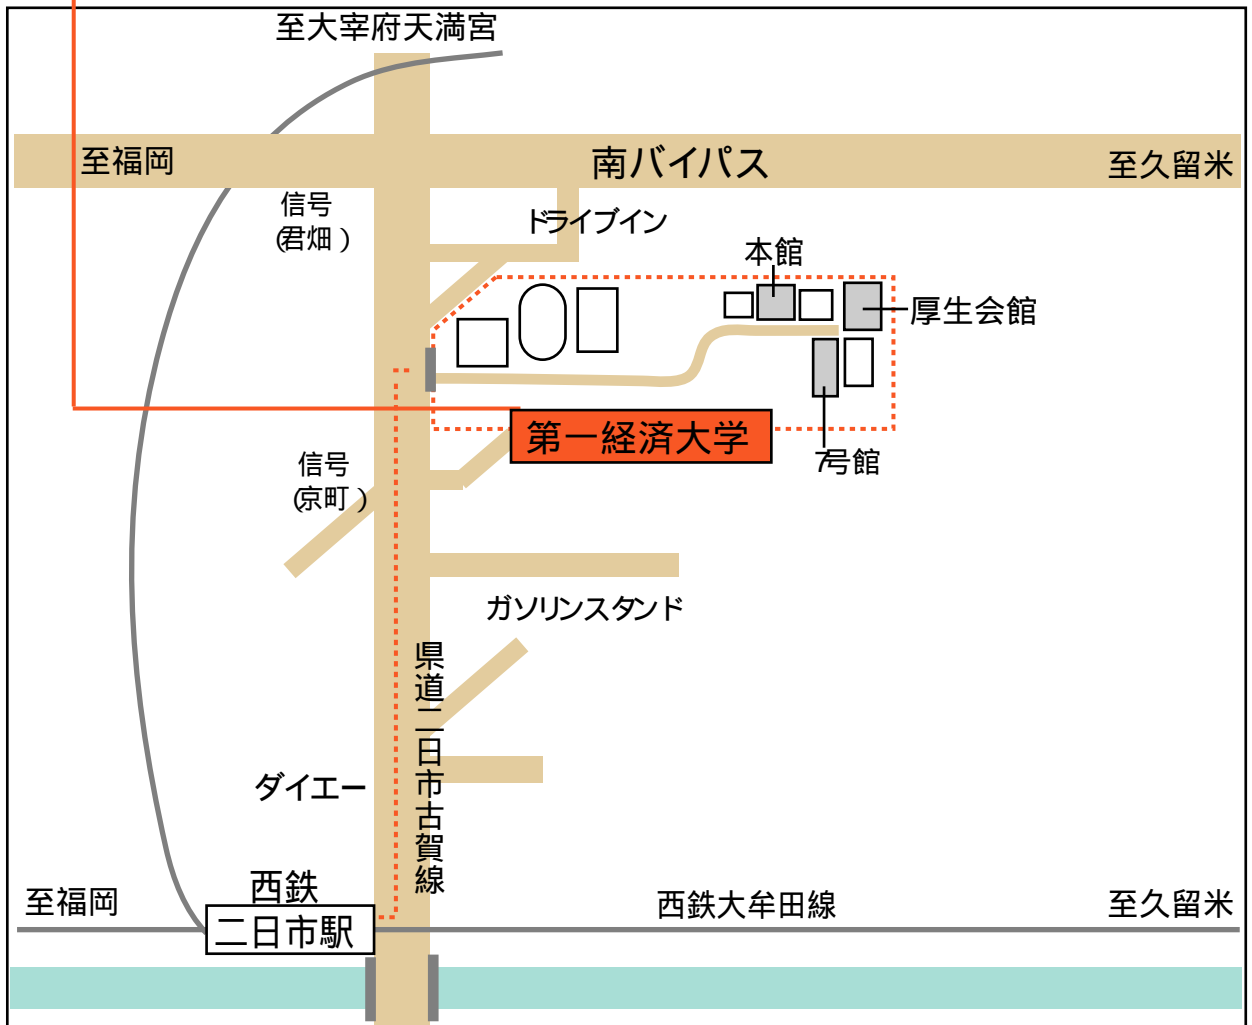 至大宰府天満宮
至福岡
南バイパス
至久留米
信号
(君畑)
ドライブイン
本館
厚生会館
第一経済大学
7号館
信号
(京町)
ガソリンスタンド
県道二日市古賀線
ダイエー
西鉄
二日市駅
至福岡
西鉄大牟田線
至久留米